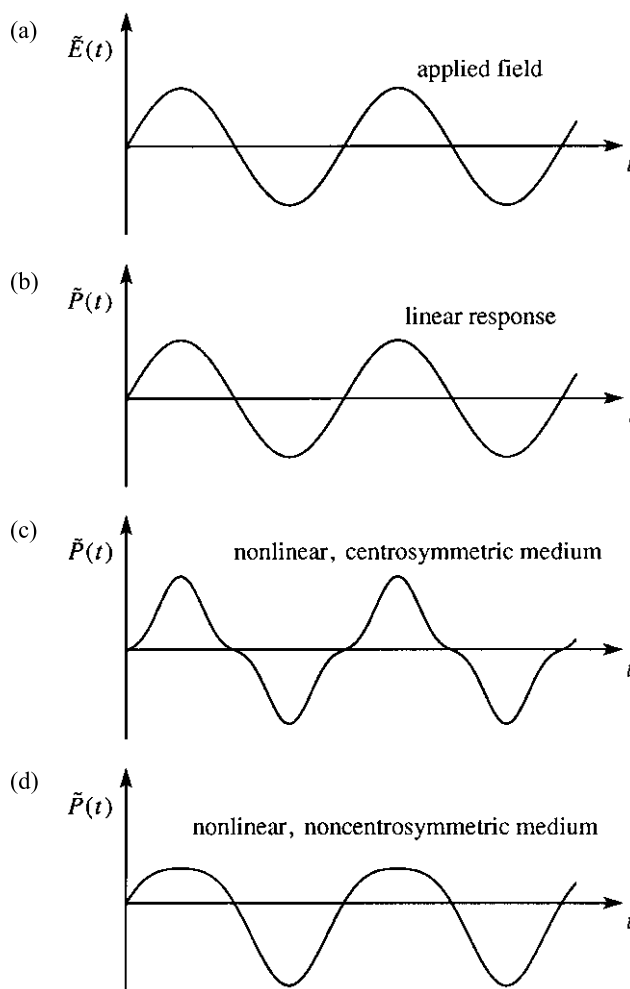 (a)
Ẽ(t)
applied field
t
(b)
P̃(t)
linear response
(c)
P̃(t)
nonlinear, centrosymmetric medium
t
(d)
P̃(t)
nonlinear, noncentrosymmetric medium
t